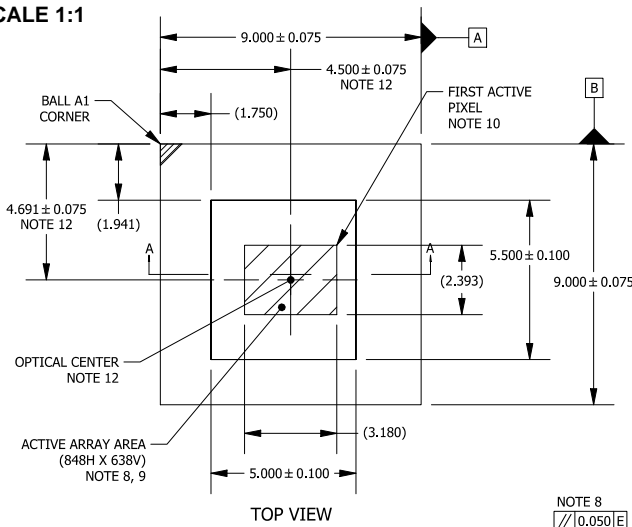 CALE 1:1
9.000 ± 0.075
A
4.500 ± 0.075
NOTE 12
B
BALL A1
CORNER
(1.750)
FIRST ACTIVE
PIXEL
NOTE 10
4.691 ± 0.075
NOTE 12
(1.941)
A
A
(2.393)
5.500 ± 0.100
9.000 ± 0.075
OPTICAL CENTER
NOTE 12
ACTIVE ARRAY AREA
(848H X 638V)
NOTE 8, 9
(3.180)
5.000 ± 0.100
TOP VIEW
NOTE 8
// 0.050 E